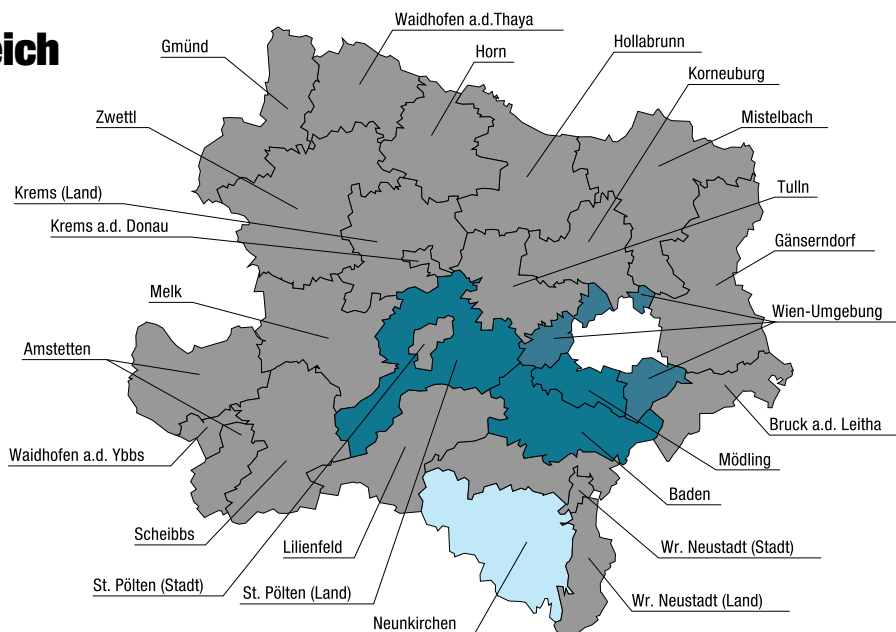 eich
Waidhofen a.d.Thaya
Gmünd
Horn
Hollabrunn
Korneburg
Zwettl
Mistelbach
Krems (Land)
Tulln
Krems a.d. Donau
Gänserndorf
Melk
Wien-Umgebung
Amstetten
Bruck a.d. Leitha
Waidhofen a.d. Ybbs
Mödling
Baden
Scheibbs
Lilienfeld
Wr. Neustadt (Stadt)
St. Pölten (Stadt)
St. Pölten (Land)
Wr. Neustadt (Land)
Neunkirchen